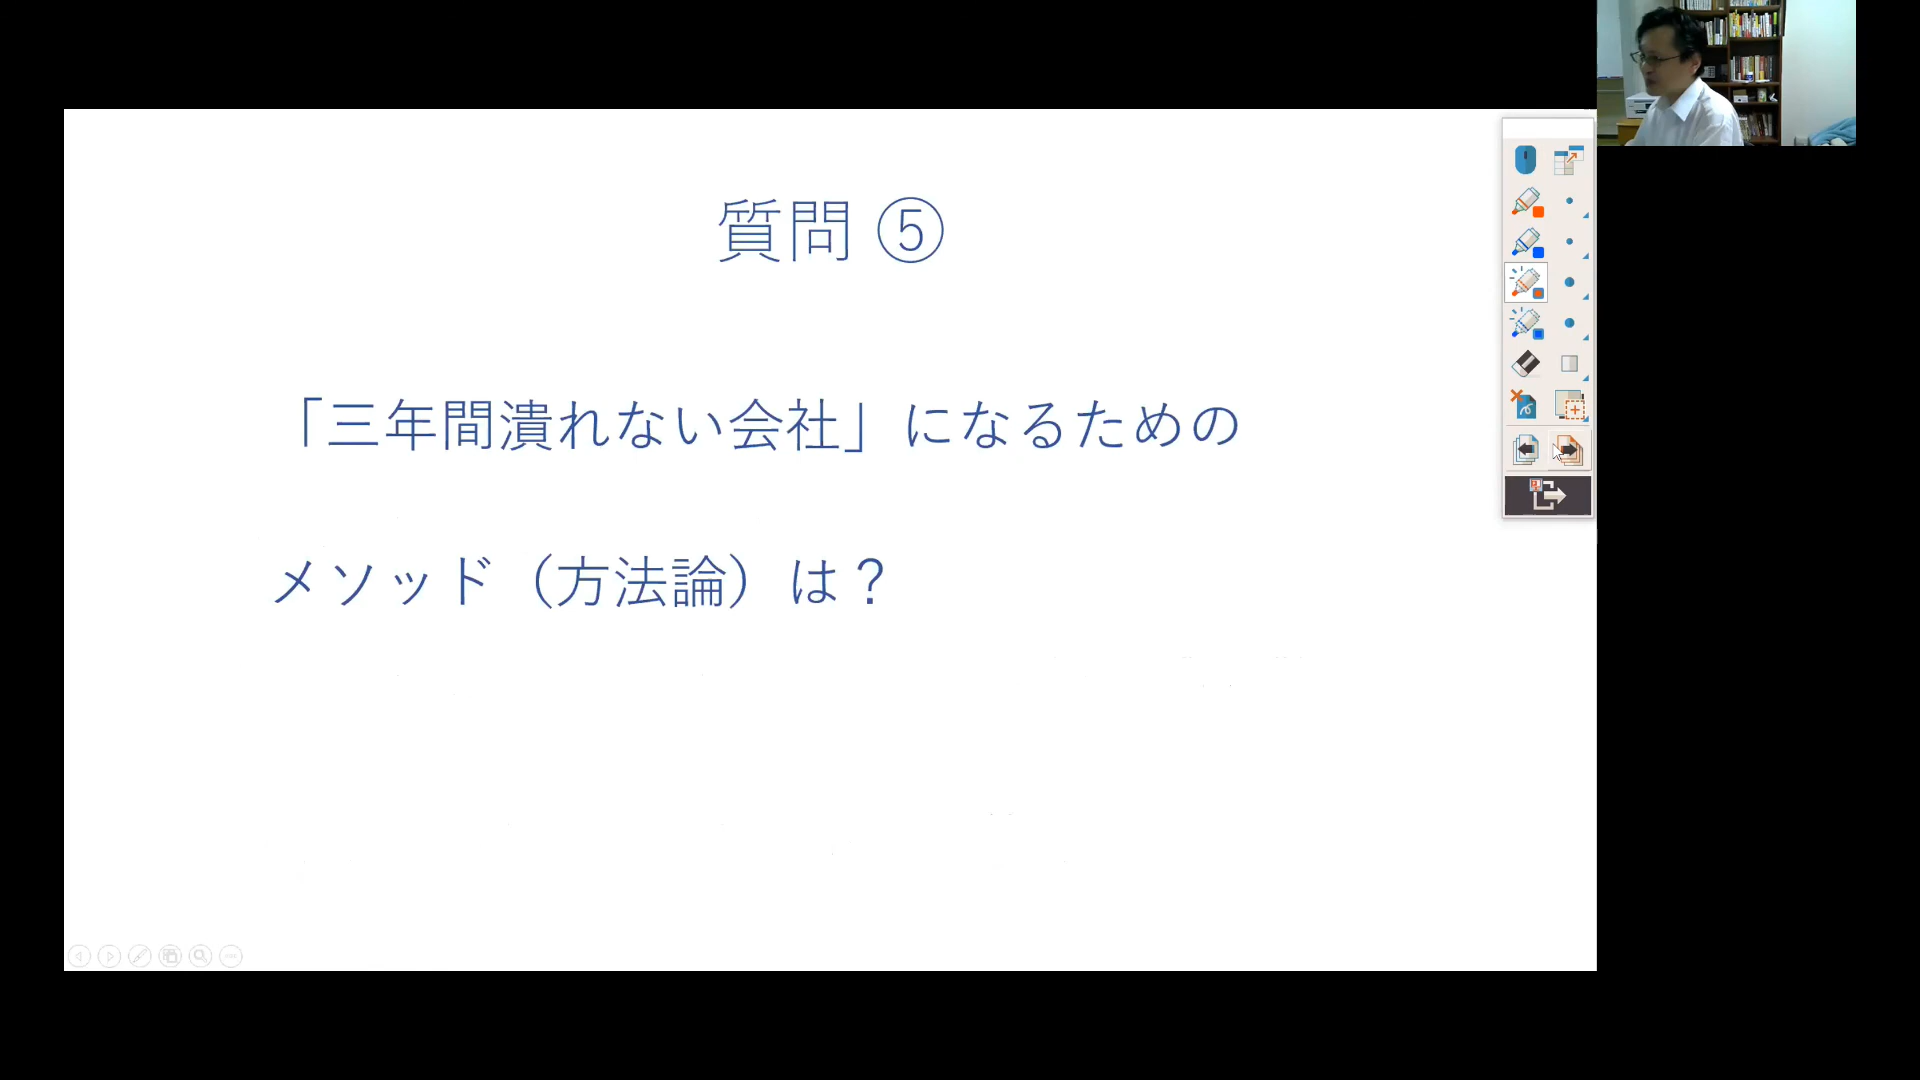 質問 ⑤
「三年間潰れない会社」になるための
メソッド（方法論）は？